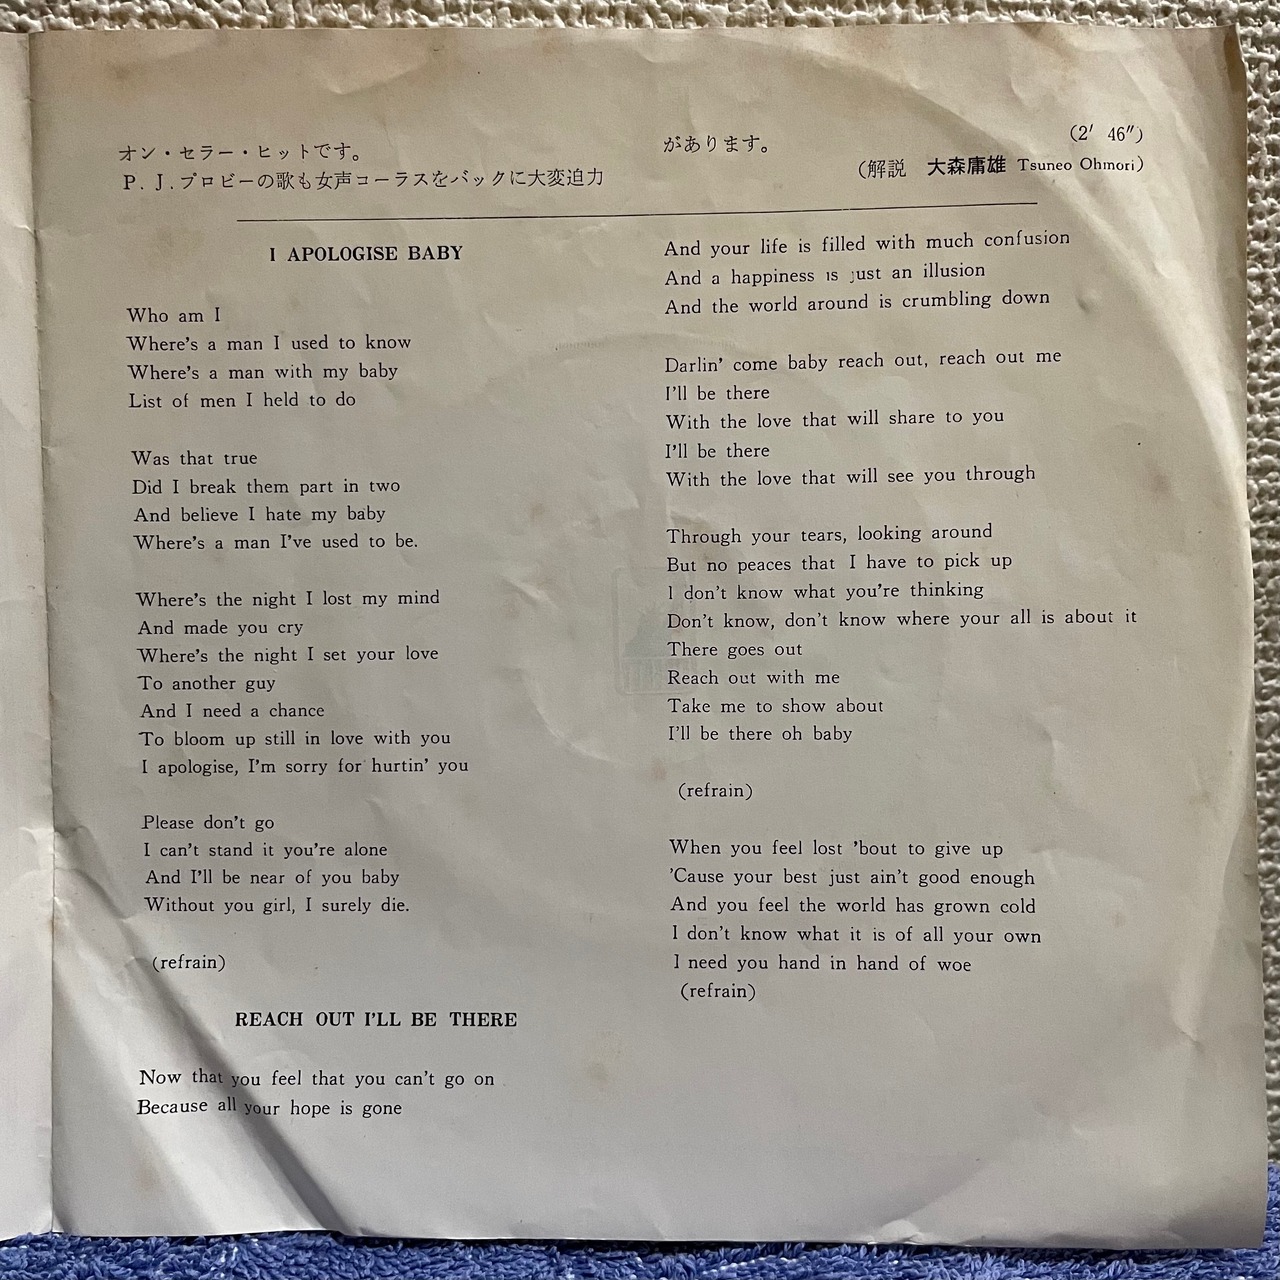 オン・セラー・ヒットです。
P. J.プロビーの歌も女声コーラスをバックに大変迫力
があります。
(2′ 46″)
(解説 大森庸雄 Tsuneo Ohmori)
I APOLOGISE BABY
Who am I
Where's a man I used to know
Where's a man with my baby
List of men I held to do
Was that true
Did I break them part in two
And believe I hate my baby
Where's a man I've used to be.
Where's the night I lost my mind
And made you cry
Where's the night I set your love
To another guy
And I need a chance
To bloom up still in love with you
I apologise, I'm sorry for hurtin' you
Please don't go
I can't stand it you're alone
And I'll be near of you baby
Without you girl, I surely die.
(refrain)
REACH OUT I'LL BE THERE
Now that you feel that you can't go on
Because all your hope is gone
And your life is filled with much confusion
And a happiness is just an illusion
And the world around is crumbling down
Darlin' come baby reach out, reach out me
I'll be there
With the love that will share to you
I'll be there
With the love that will see you through
Through your tears, looking around
But no peaces that I have to pick up
I don't know what you're thinking
Don't know, don't know where your all is about it
There goes out
Reach out with me
Take me to show about
I'll be there oh baby
(refrain)
When you feel lost 'bout to give up
'Cause your best just ain't good enough
And you feel the world has grown cold
I don't know what it is of all your own
I need you hand in hand of woe
(refrain)